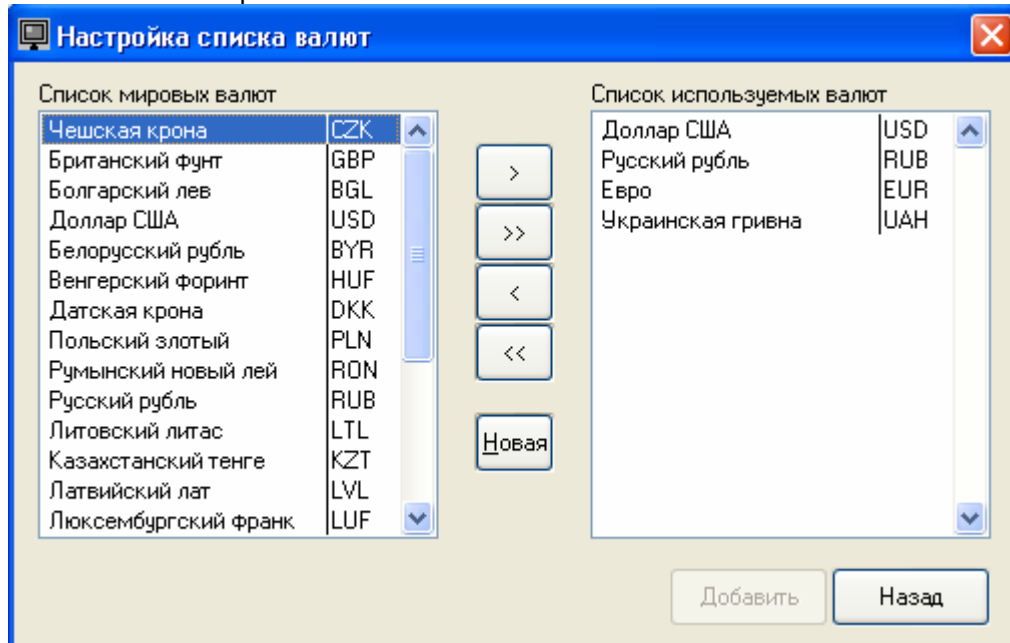 Настройка списка валют
Список мировых валют
Чешская крона CZK
Британский фунт GBP
Болгарский лев BGL
Доллар США USD
Белорусский рубль BYR
Венгерский форинт HUF
Датская крона DKK
Польский злотый PLN
Румынский новый лей RON
Русский рубль RUB
Литовский литас LTL
Казахстанский тенге KZT
Латвийский лат LVL
Люксембургский франк LUF
>
>>
<
<<
Новая
Список используемых валют
Доллар США USD
Русский рубль RUB
Евро EUR
Украинская гривна UAH
Добавить
Назад